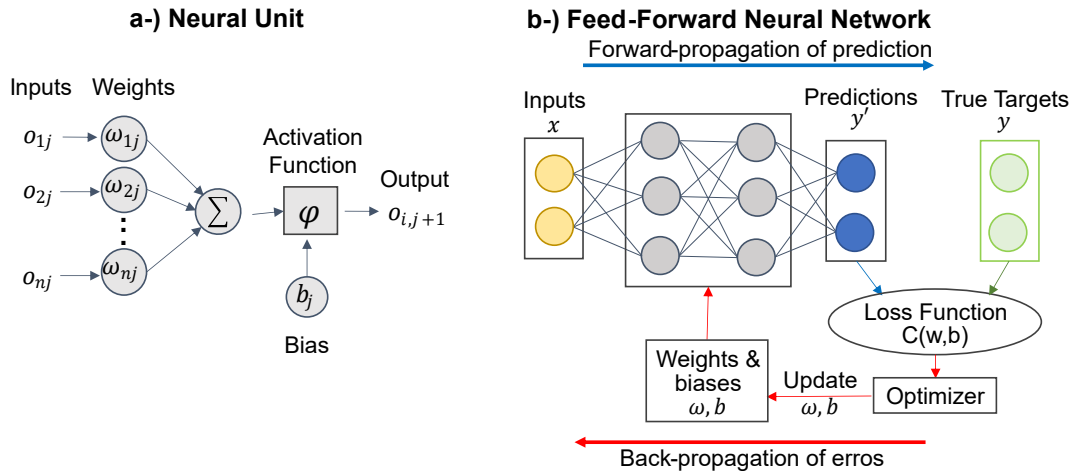 a-) Neural Unit
Inputs
Weights
o₁ⱼ
ω₁ⱼ
o₂ⱼ
ω₂ⱼ
⋮
oₙⱼ
ωₙⱼ
∑
Activation
Function
φ
Output
oᵢ,ⱼ₊₁
bⱼ
Bias
b-) Feed-Forward Neural Network
Forward-propagation of prediction
Inputs
x
Predictions
y′
True Targets
y
Loss Function
C(w,b)
Optimizer
Update
ω, b
Weights &
biases
ω, b
Back-propagation of erros